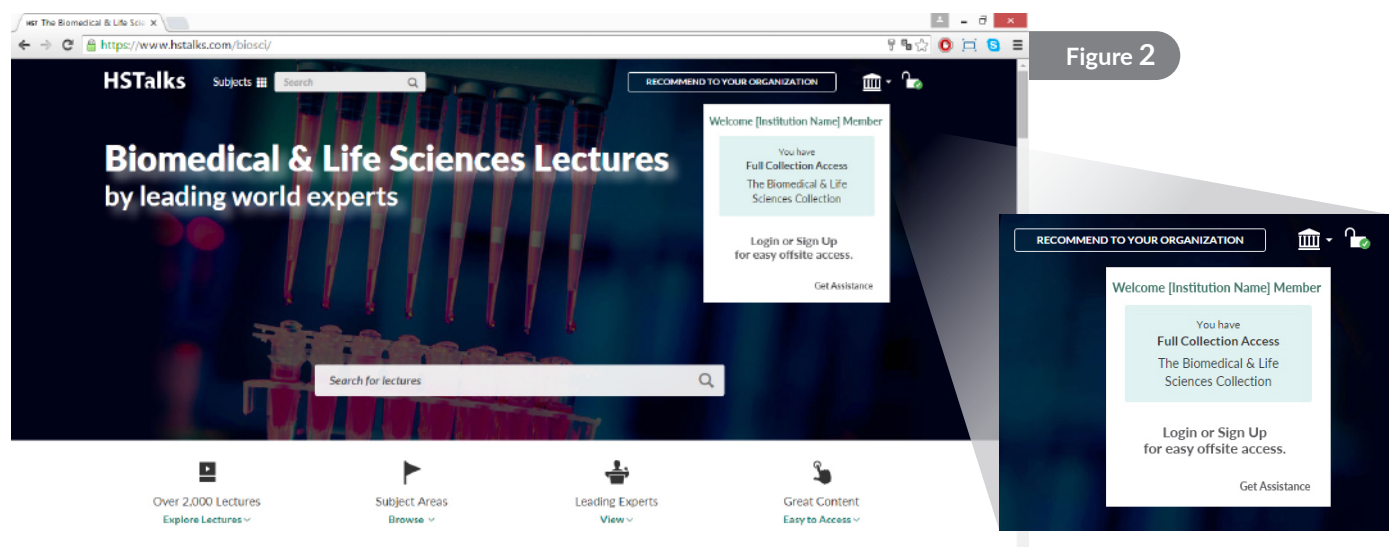 HST The Biomedical & Life Scie
https://www.hstalks.com/biosci/
Figure 2
HSTalks Subjects Search RECOMMEND TO YOUR ORGANIZATION
Welcome [Institution Name] Member
You have
Full Collection Access
The Biomedical & Life
Sciences Collection
Login or Sign Up
for easy offsite access.
Get Assistance
Biomedical & Life Sciences Lectures
by leading world experts
Search for lectures
Over 2,000 Lectures
Explore Lectures
Subject Areas
Browse
Leading Experts
View
Great Content
Easy to Access
RECOMMEND TO YOUR ORGANIZATION
Welcome [Institution Name] Member
You have
Full Collection Access
The Biomedical & Life
Sciences Collection
Login or Sign Up
for easy offsite access.
Get Assistance